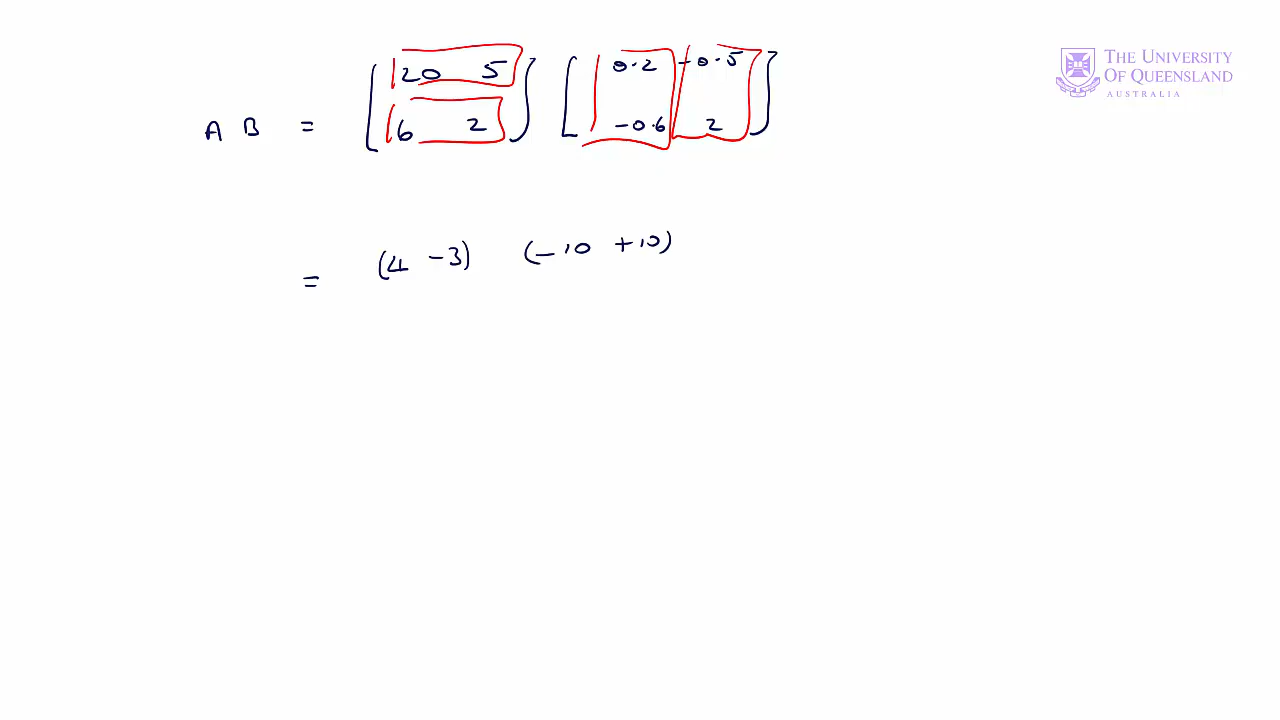 20 5 0.2 -0.5
A B = 6 2 -0.6 2
= (4 -3) (-10 +10)
THE UNIVERSITY
OF QUEENSLAND
AUSTRALIA